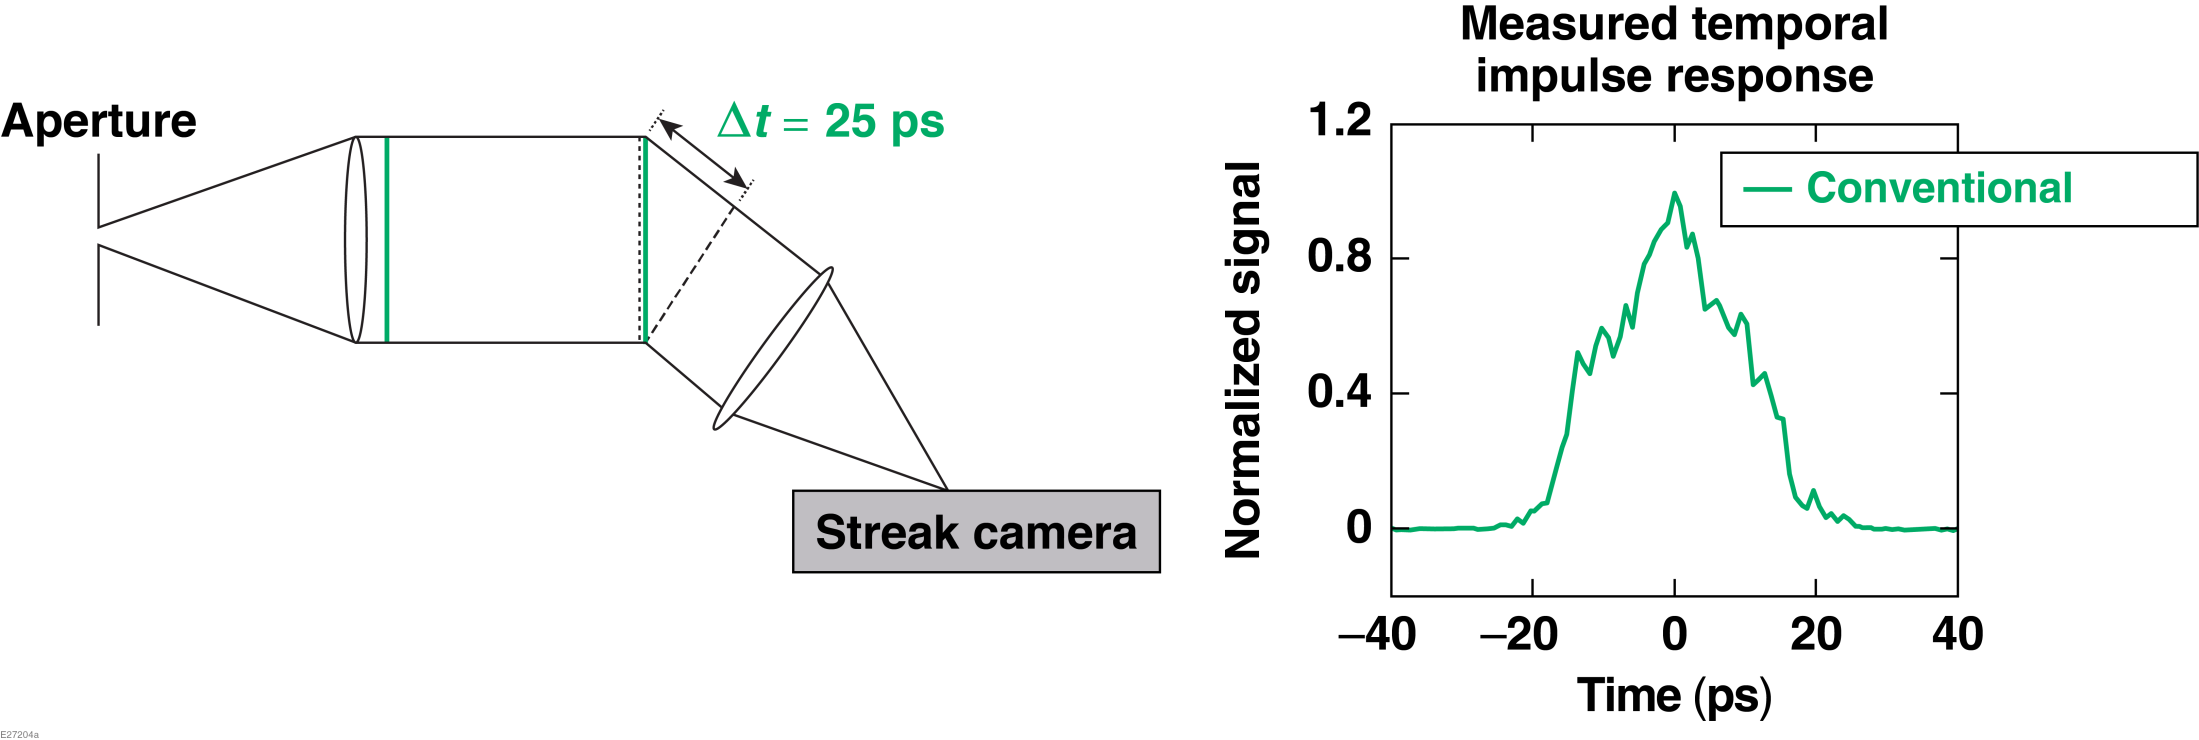 Aperture
Δt = 25 ps
Streak camera
E27204a
Measured temporal
impulse response
Normalized signal
1.2
0.8
0.4
0
Conventional
–40 –20 0 20 40
Time (ps)